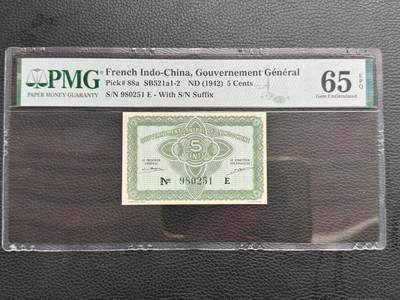 PMG
PAPER MONEY GUARANTY
French Indo-China, Gouvernement Général
Pick# 88a SB521a1-2 ND (1942) 5 Cents
S/N 980251 E - With S/N Suffix
65 EPQ
Gem Uncirculated
5
CENTS
Nº 980251 E